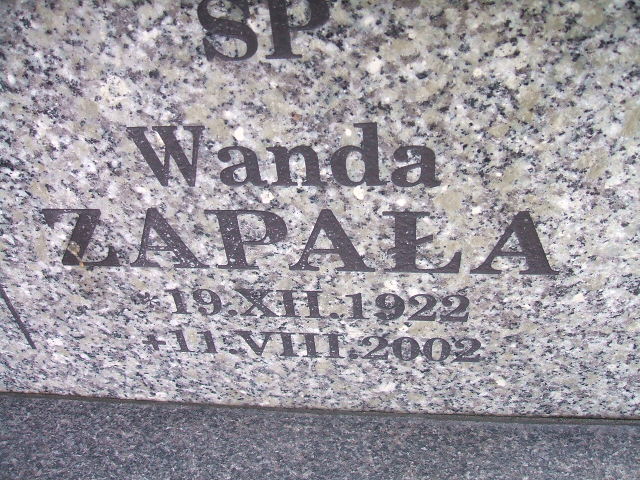 SP
Wanda
ZAPAŁA
* 19.XII.1922
+11.VIII.2002